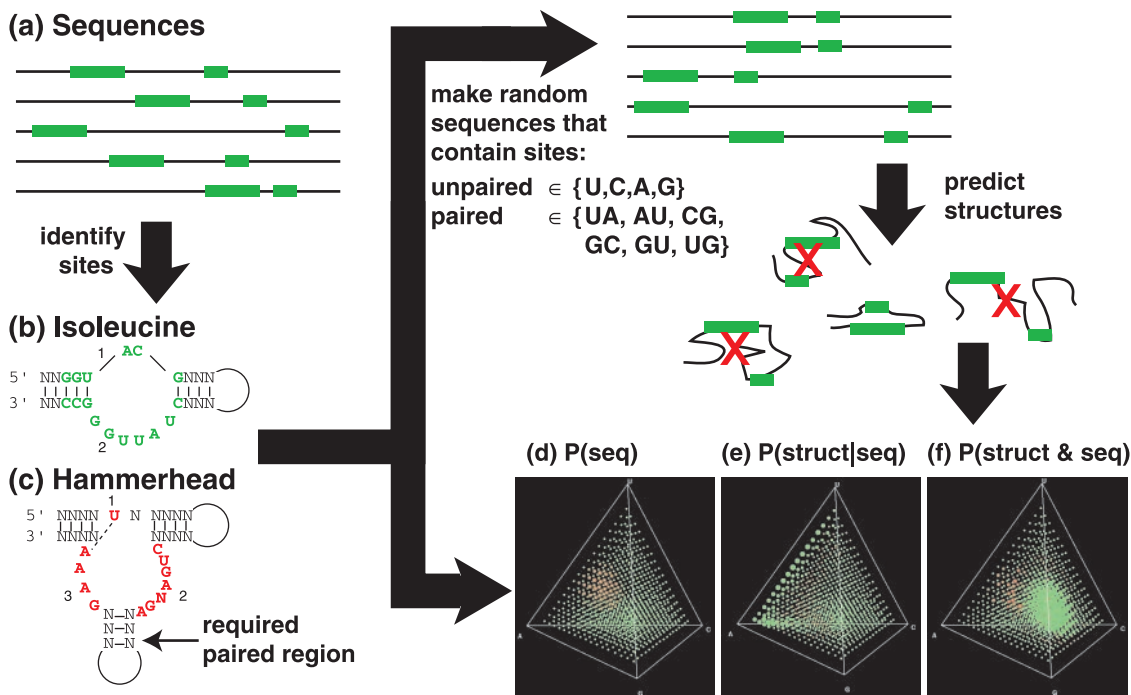 (a) Sequences
identify
sites
make random
sequences that
contain sites:
unpaired ∈ {U,C,A,G}
paired ∈ {UA, AU, CG,
GC, GU, UG}
predict
structures
X
X
X
(b) Isoleucine
1
AC
5' NNGGU GNNN
3' NNCCG CNNN
G G U U A U
2
(c) Hammerhead
1
5' NNNN U N NNNN
3' NNNN NNNN
A A A G
3
C U G A N G A
2
N–N
N–N
N–N
required
paired region
(d) P(seq)
U
A
C
G
(e) P(struct|seq)
U
A
C
G
(f) P(struct & seq)
U
A
C
G